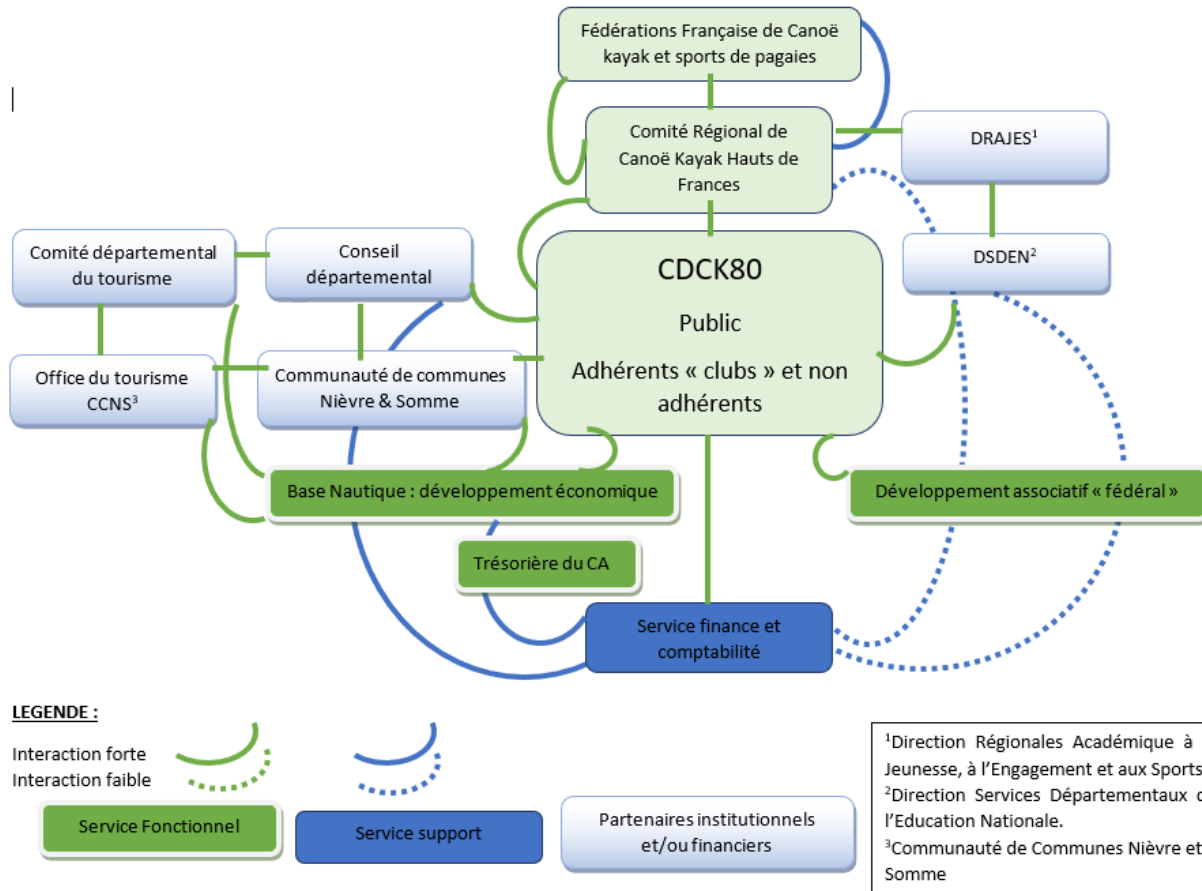 Fédérations Française de Canoë
kayak et sports de pagaies
Comité Régional de
Canoë Kayak Hauts de
Frances
DRAJES¹
DSDEN²
Comité départemental
du tourisme
Conseil
départemental
CDCK80
Public
Adhérents « clubs » et non
adhérents
Office du tourisme
CCNS³
Communauté de communes
Nièvre & Somme
Base Nautique : développement économique
Développement associatif « fédéral »
Trésorière du CA
Service finance et
comptabilité
LEGENDE :
Interaction forte
Interaction faible
Service Fonctionnel
Service support
Partenaires institutionnels
et/ou financiers
¹Direction Régionales Académique à
Jeunesse, à l’Engagement et aux Sports
²Direction Services Départementaux
l’Education Nationale.
³Communauté de Communes Nièvre et
Somme